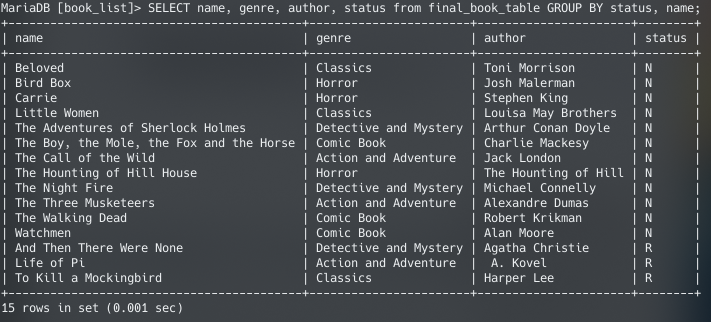 MariaDB [book_list]> SELECT name, genre, author, status from final_book_table GROUP BY status, name;
+----------------------------------------+-----------------------+---------------------+--------+
| name                                   | genre                 | author              | status |
+----------------------------------------+-----------------------+---------------------+--------+
| Beloved                                | Classics              | Toni Morrison       | N      |
| Bird Box                               | Horror                | Josh Malerman       | N      |
| Carrie                                 | Horror                | Stephen King        | N      |
| Little Women                           | Classics              | Louisa May Brothers | N      |
| The Adventures of Sherlock Holmes      | Detective and Mystery | Arthur Conan Doyle  | N      |
| The Boy, the Mole, the Fox and the Horse | Comic Book            | Charlie Mackesy     | N      |
| The Call of the Wild                   | Action and Adventure  | Jack London         | N      |
| The Hounting of Hill House             | Horror                | The Hounting of Hill | N      |
| The Night Fire                         | Detective and Mystery | Michael Connelly    | N      |
| The Three Musketeers                   | Action and Adventure  | Alexandre Dumas     | N      |
| The Walking Dead                       | Comic Book            | Robert Krikman      | N      |
| Watchmen                               | Comic Book            | Alan Moore          | N      |
| And Then There Were None               | Detective and Mystery | Agatha Christie     | R      |
| Life of Pi                             | Action and Adventure  |  A. Kovel           | R      |
| To Kill a Mockingbird                  | Classics              | Harper Lee          | R      |
+----------------------------------------+-----------------------+---------------------+--------+
15 rows in set (0.001 sec)